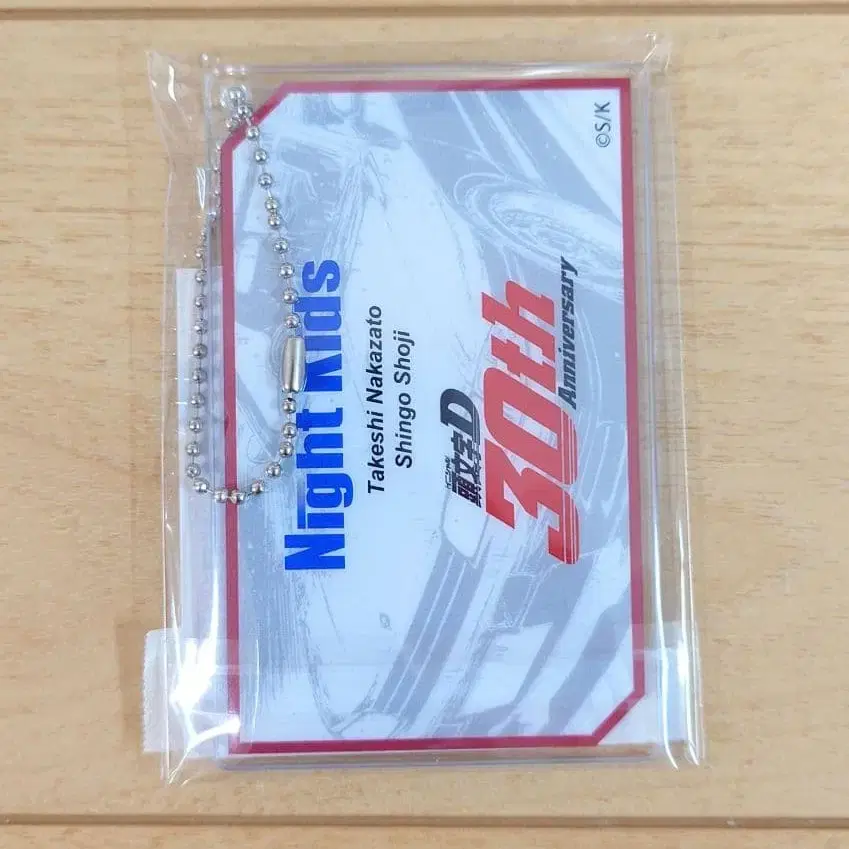 Night Kids
Takeshi Nakazato
Shingo Shoji
頭文字D
30th
Anniversary
©S/K